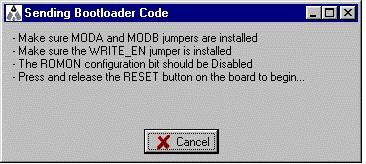 Sending Bootloader Code
- Make sure MODA and MODB jumpers are installed
- Make sure the WRITE_EN jumper is installed
- The ROMON configuration bit should be Disabled
- Press and release the RESET button on the board to begin...
Cancel